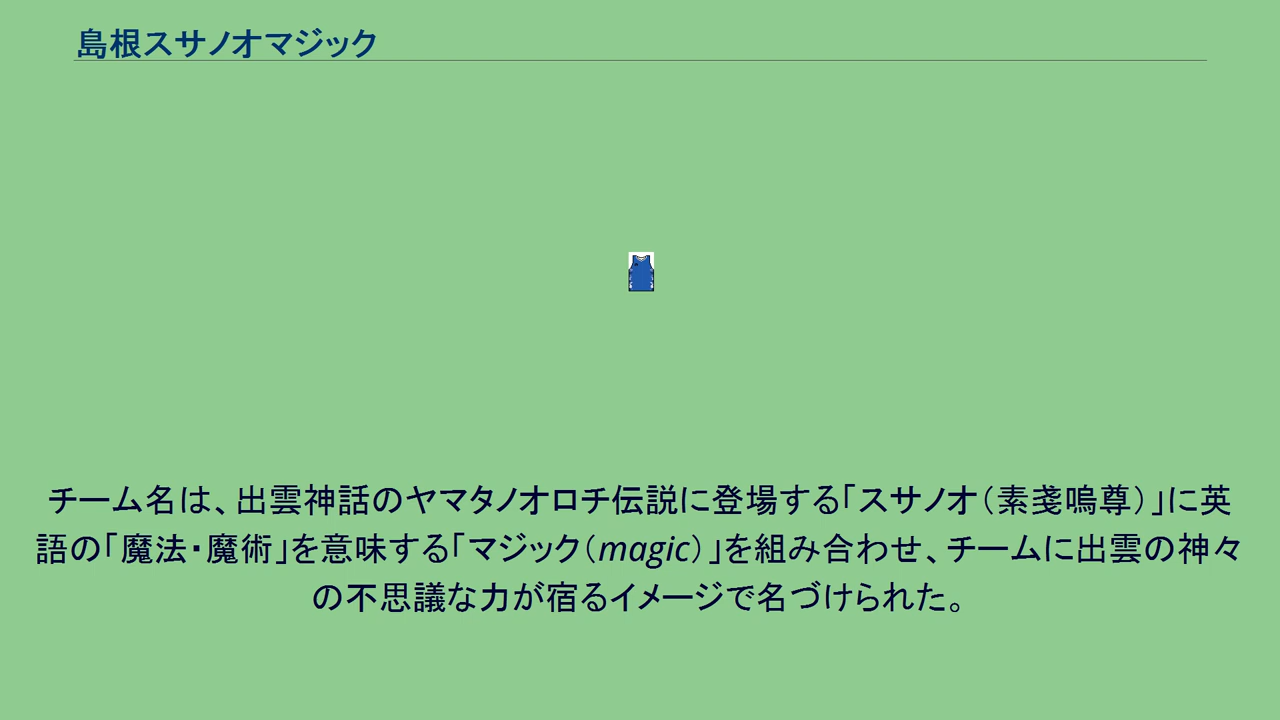 島根スサノオマジック
チーム名は、出雲神話のヤマタノオロチ伝説に登場する「スサノオ（素戔嗚尊）」に英
語の「魔法・魔術」を意味する「マジック（magic）」を組み合わせ、チームに出雲の神々
の不思議な力が宿るイメージで名づけられた。